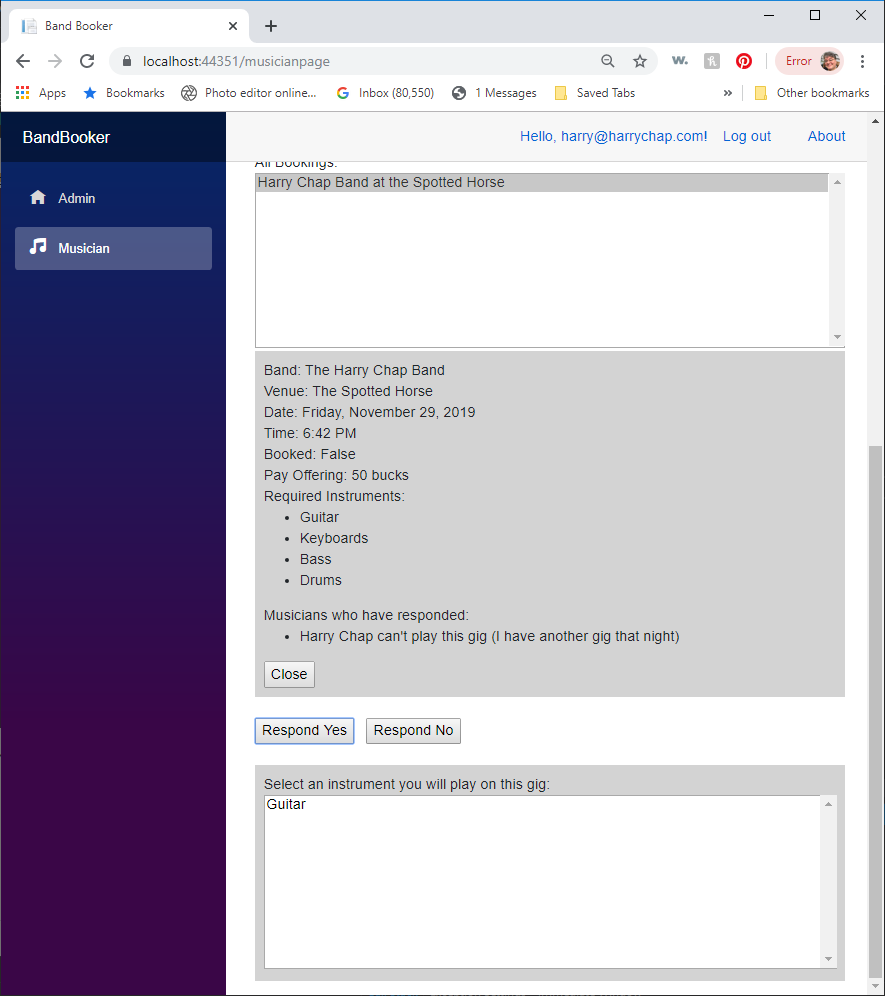 Band Booker
localhost:44351/musicianpage
Error
Apps
Bookmarks
Photo editor online...
Inbox (80,550)
1 Messages
Saved Tabs
»
Other bookmarks
BandBooker
Hello, harry@harrychap.com!
Log out
About
Admin
Musician
All Bookings:
Harry Chap Band at the Spotted Horse
Band: The Harry Chap Band
Venue: The Spotted Horse
Date: Friday, November 29, 2019
Time: 6:42 PM
Booked: False
Pay Offering: 50 bucks
Required Instruments:
• Guitar
• Keyboards
• Bass
• Drums
Musicians who have responded:
• Harry Chap can't play this gig (I have another gig that night)
Close
Respond Yes
Respond No
Select an instrument you will play on this gig:
Guitar